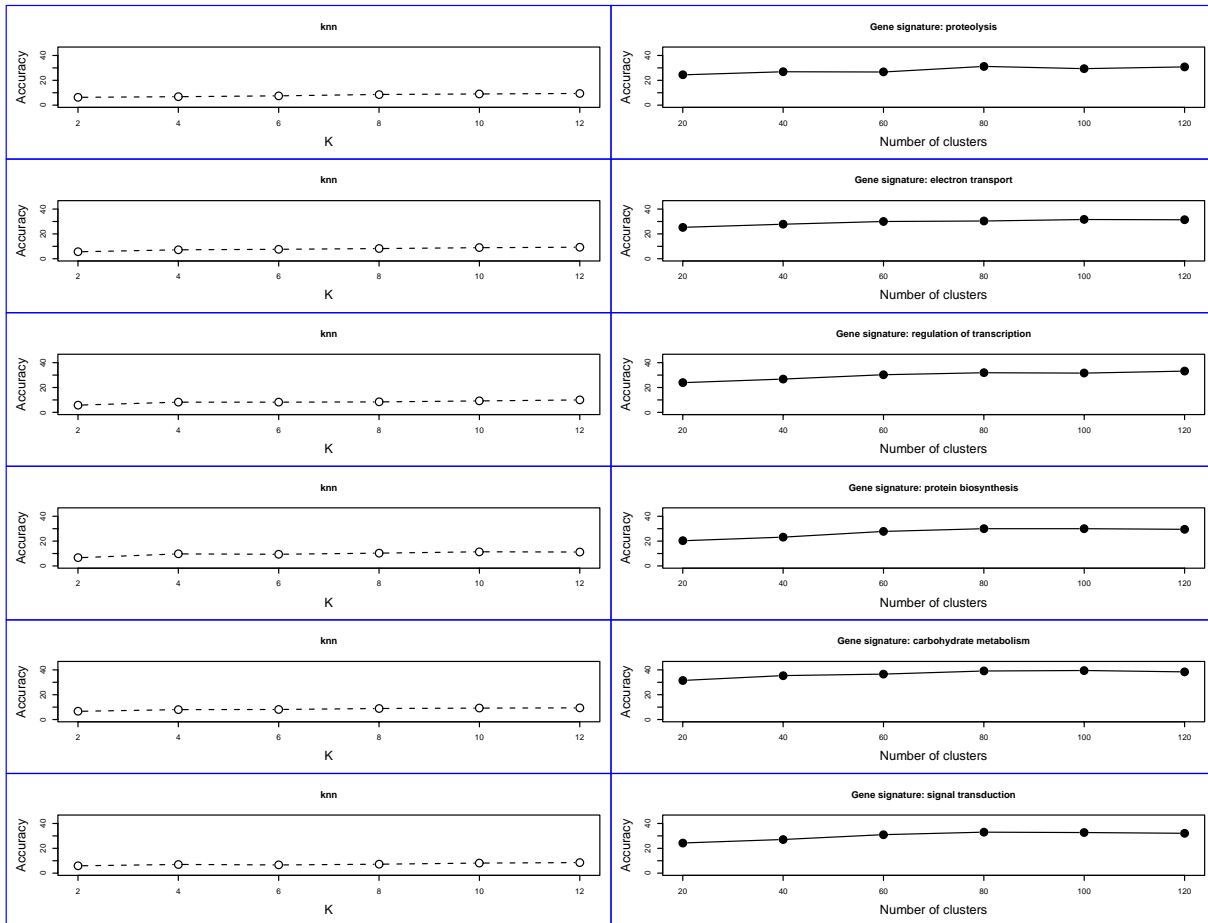 knn
Accuracy
40
20
0
2 4 6 8 10 12
K
Gene signature: proteolysis
Accuracy
40
20
0
20 40 60 80 100 120
Number of clusters
knn
Accuracy
40
20
0
2 4 6 8 10 12
K
Gene signature: electron transport
Accuracy
40
20
0
20 40 60 80 100 120
Number of clusters
knn
Accuracy
40
20
0
2 4 6 8 10 12
K
Gene signature: regulation of transcription
Accuracy
40
20
0
20 40 60 80 100 120
Number of clusters
knn
Accuracy
40
20
0
2 4 6 8 10 12
K
Gene signature: protein biosynthesis
Accuracy
40
20
0
20 40 60 80 100 120
Number of clusters
knn
Accuracy
40
20
0
2 4 6 8 10 12
K
Gene signature: carbohydrate metabolism
Accuracy
40
20
0
20 40 60 80 100 120
Number of clusters
knn
Accuracy
40
20
0
2 4 6 8 10 12
K
Gene signature: signal transduction
Accuracy
40
20
0
20 40 60 80 100 120
Number of clusters